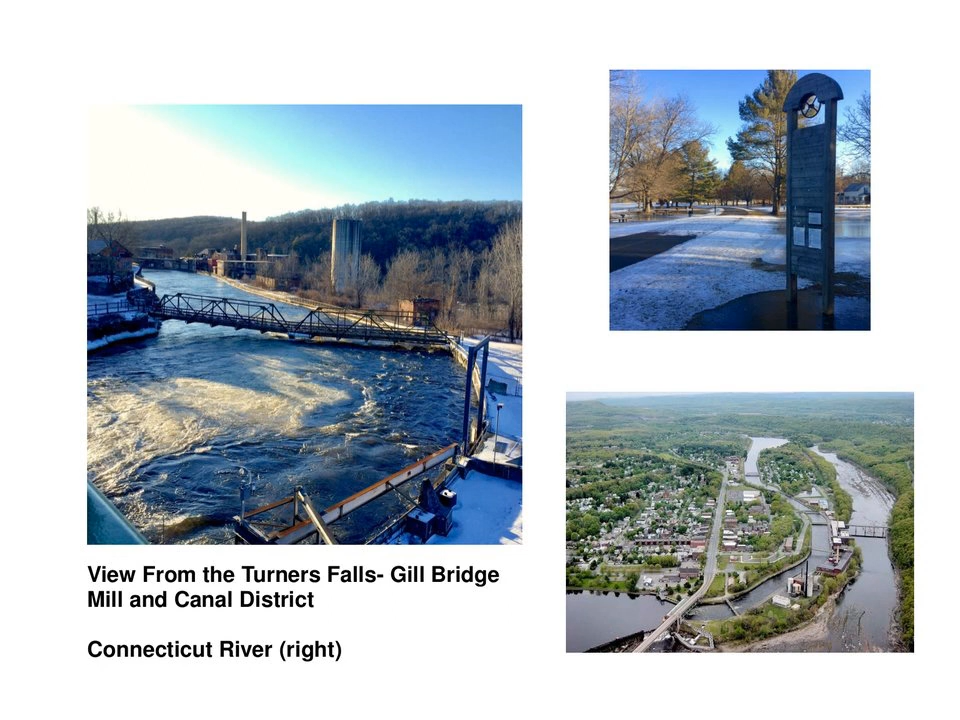 View From the Turners Falls- Gill Bridge
Mill and Canal District
Connecticut River (right)